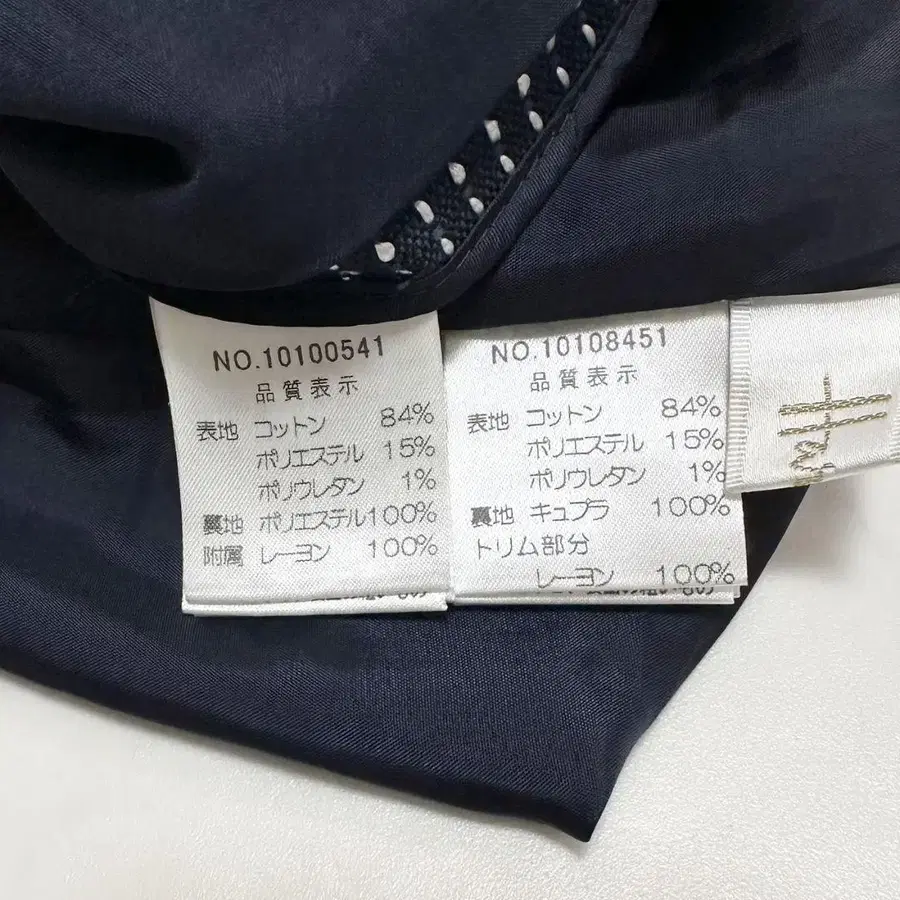 NO.10100541
品質表示
表地 コットン 84%
ポリエステル 15%
ポリウレタン 1%
裏地 ポリエステル100%
附属 レーヨン 100%
NO.10108451
品質表示
表地 コットン 84%
ポリエステル 15%
ポリウレタン 1%
裏地 キュプラ 100%
トリム部分
レーヨン 100%